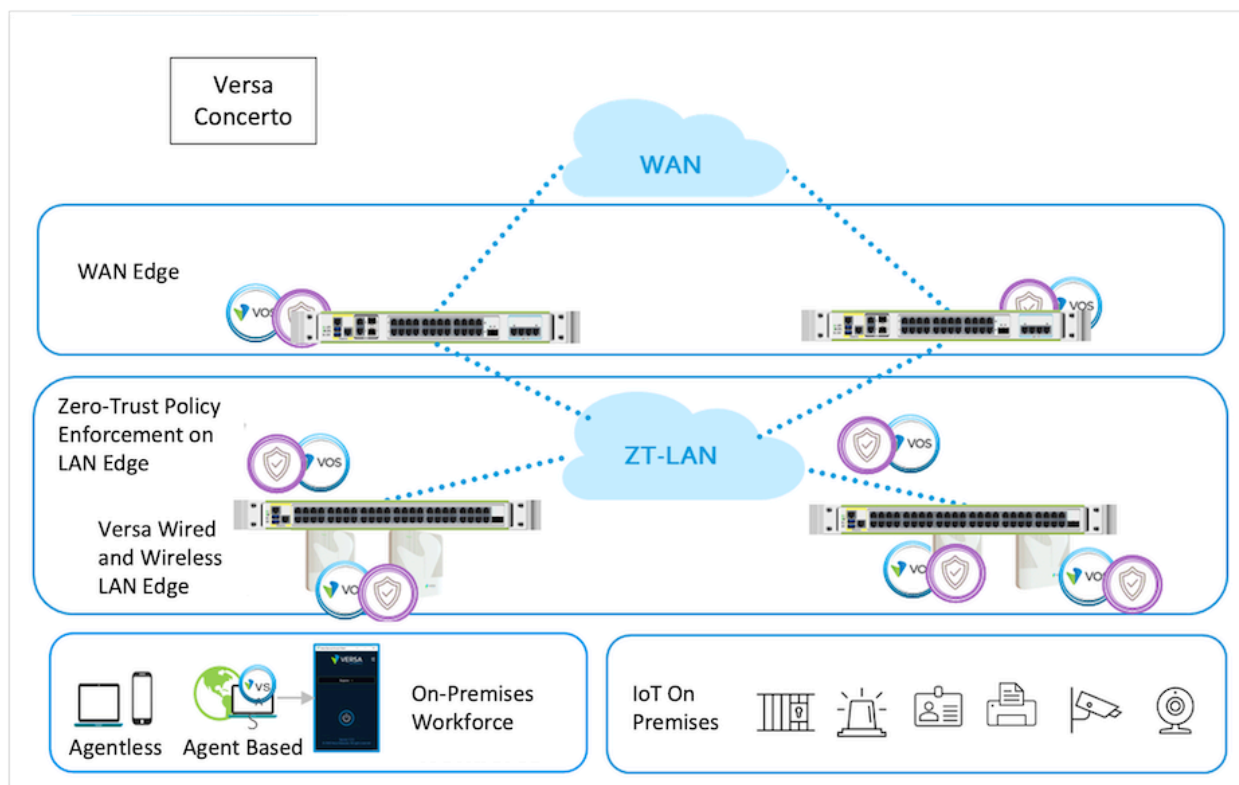 Versa
Concerto
WAN
WAN Edge
VOS
VOS
Zero-Trust Policy
Enforcement on
LAN Edge
VOS
ZT-LAN
VOS
Versa Wired
and Wireless
LAN Edge
VOS
VOS
VOS
VERSA
On-Premises
Workforce
Agentless
Agent Based
IoT On
Premises